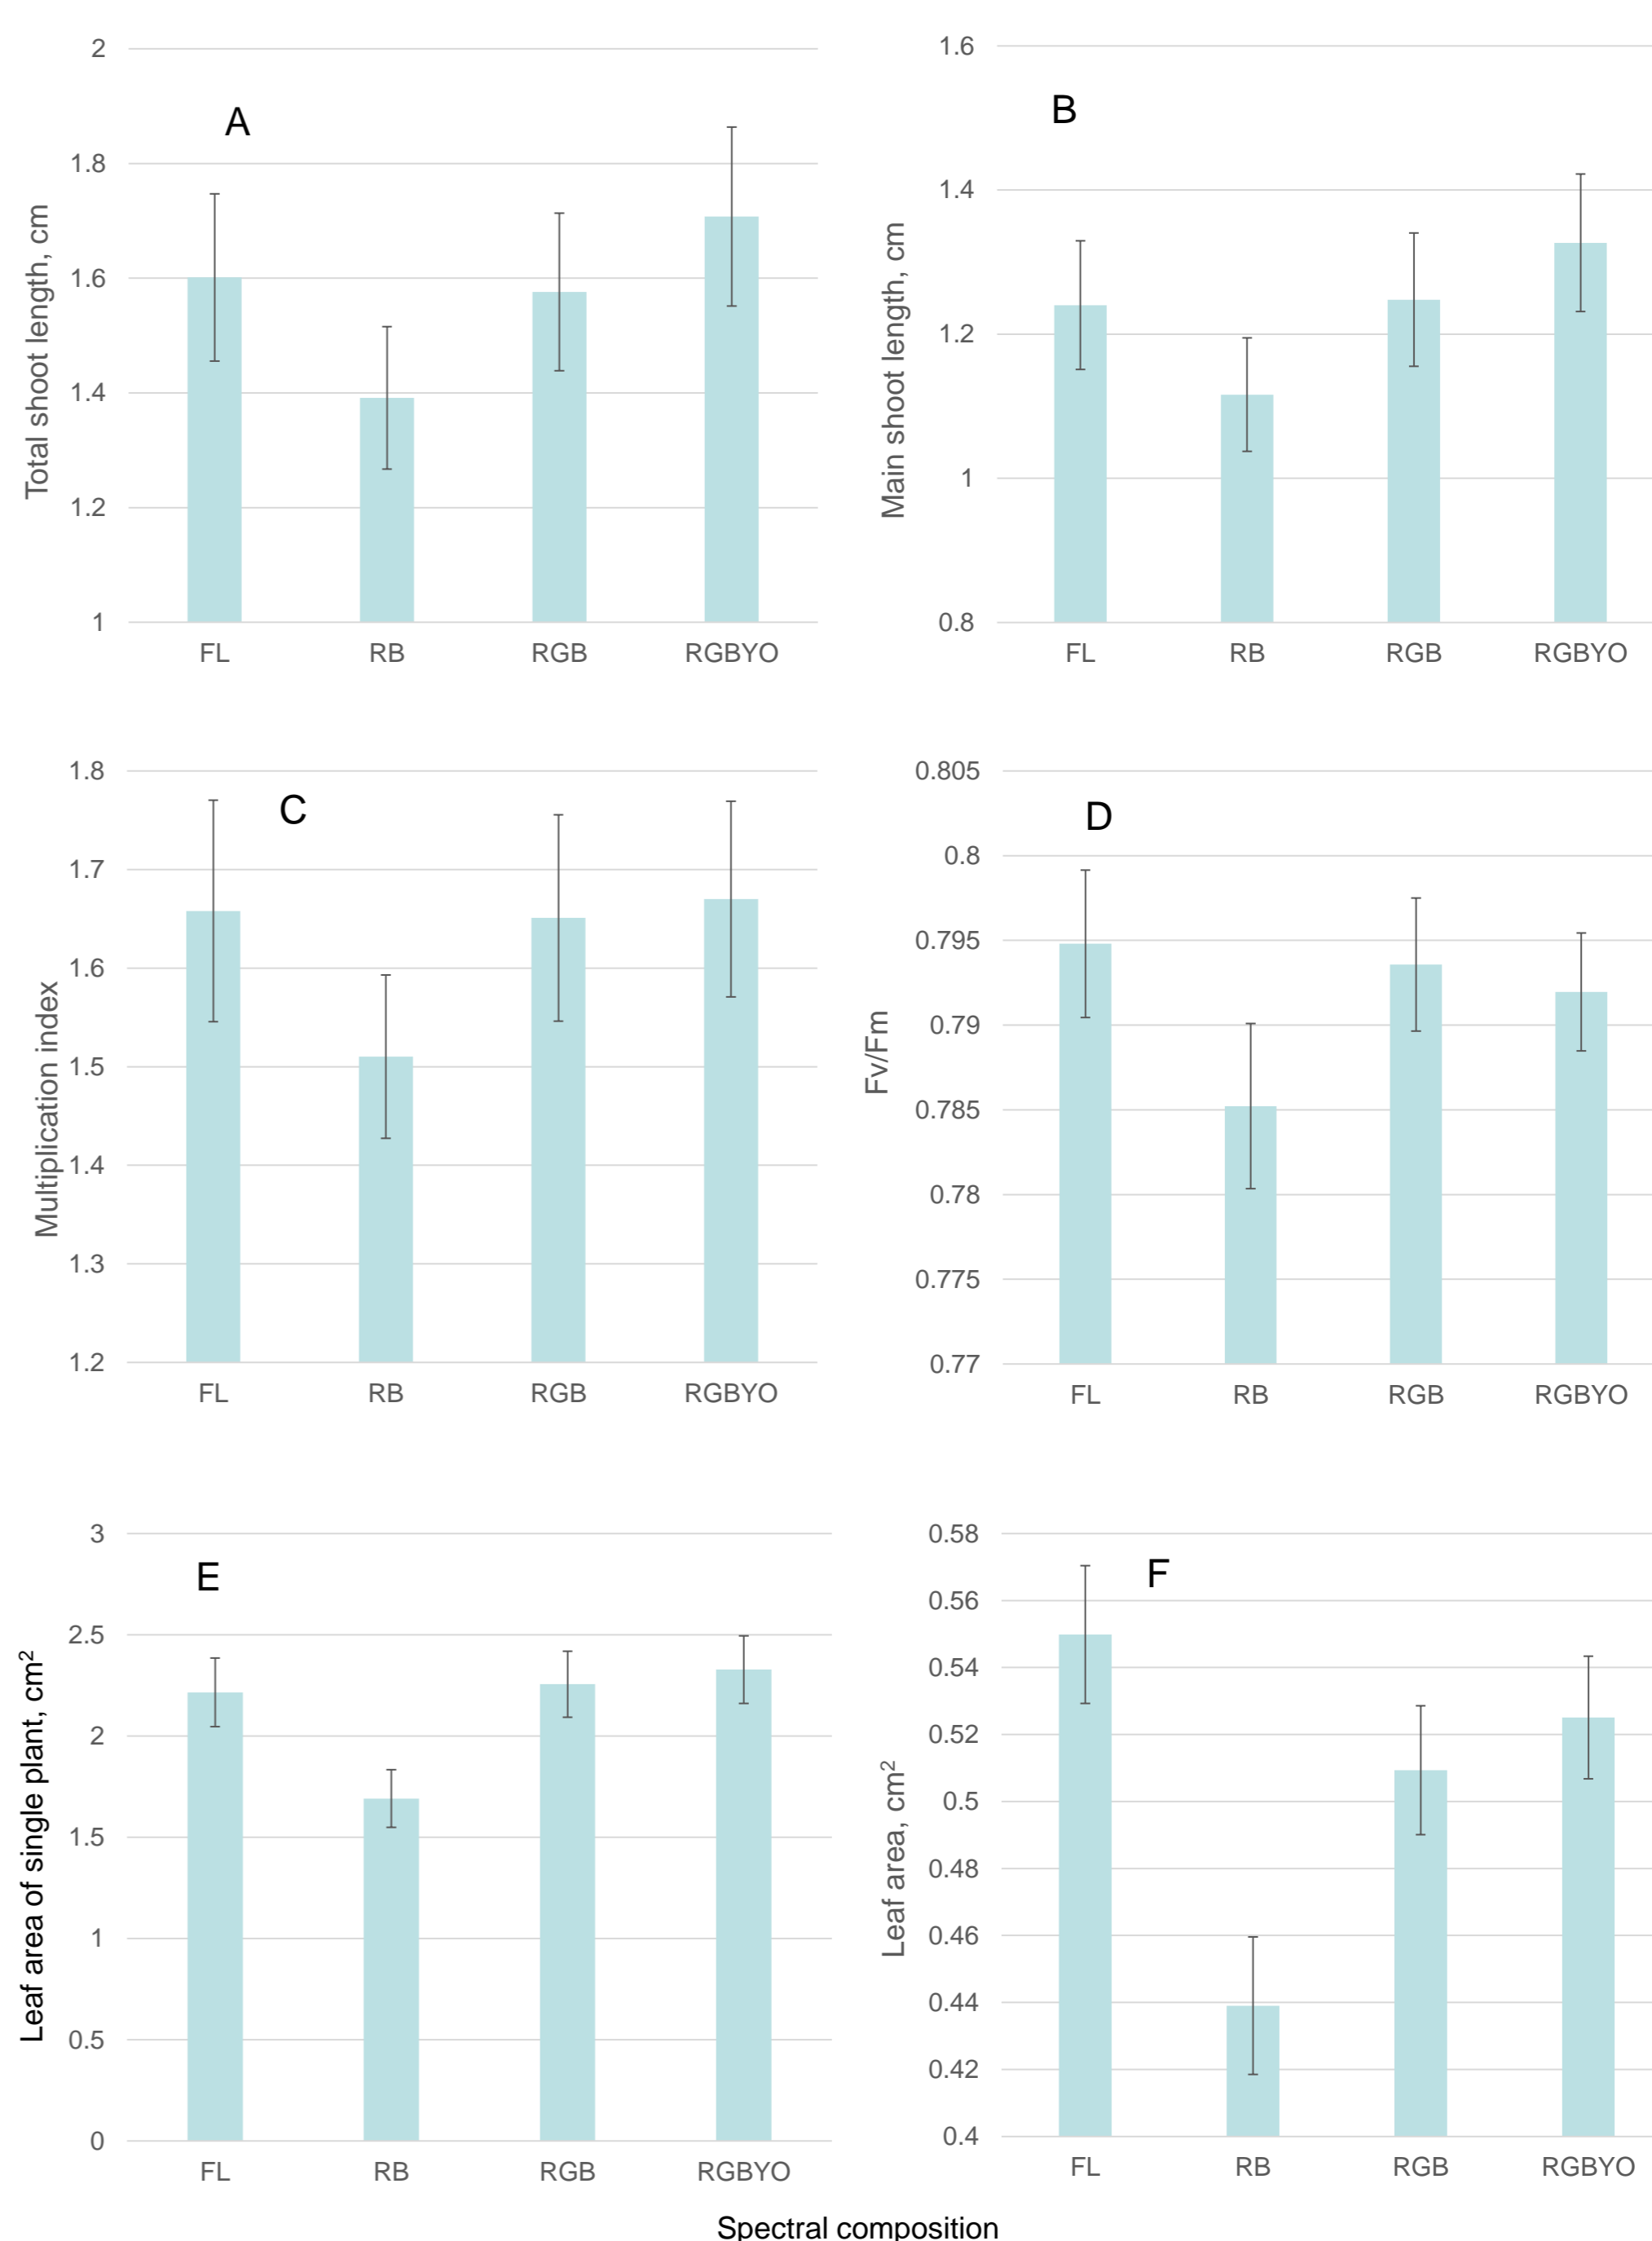 A
Total shoot length, cm
2
1.8
1.6
1.4
1.2
1
FL RB RGB RGBYO
B
Main shoot length, cm
1.6
1.4
1.2
1
0.8
FL RB RGB RGBYO
C
Multiplication index
1.8
1.7
1.6
1.5
1.4
1.3
1.2
FL RB RGB RGBYO
D
Fv/Fm
0.805
0.8
0.795
0.79
0.785
0.78
0.775
0.77
FL RB RGB RGBYO
E
Leaf area of single plant, cm²
3
2.5
2
1.5
1
0.5
0
FL RB RGB RGBYO
F
Leaf area, cm²
0.58
0.56
0.54
0.52
0.5
0.48
0.46
0.44
0.42
0.4
FL RB RGB RGBYO
Spectral composition